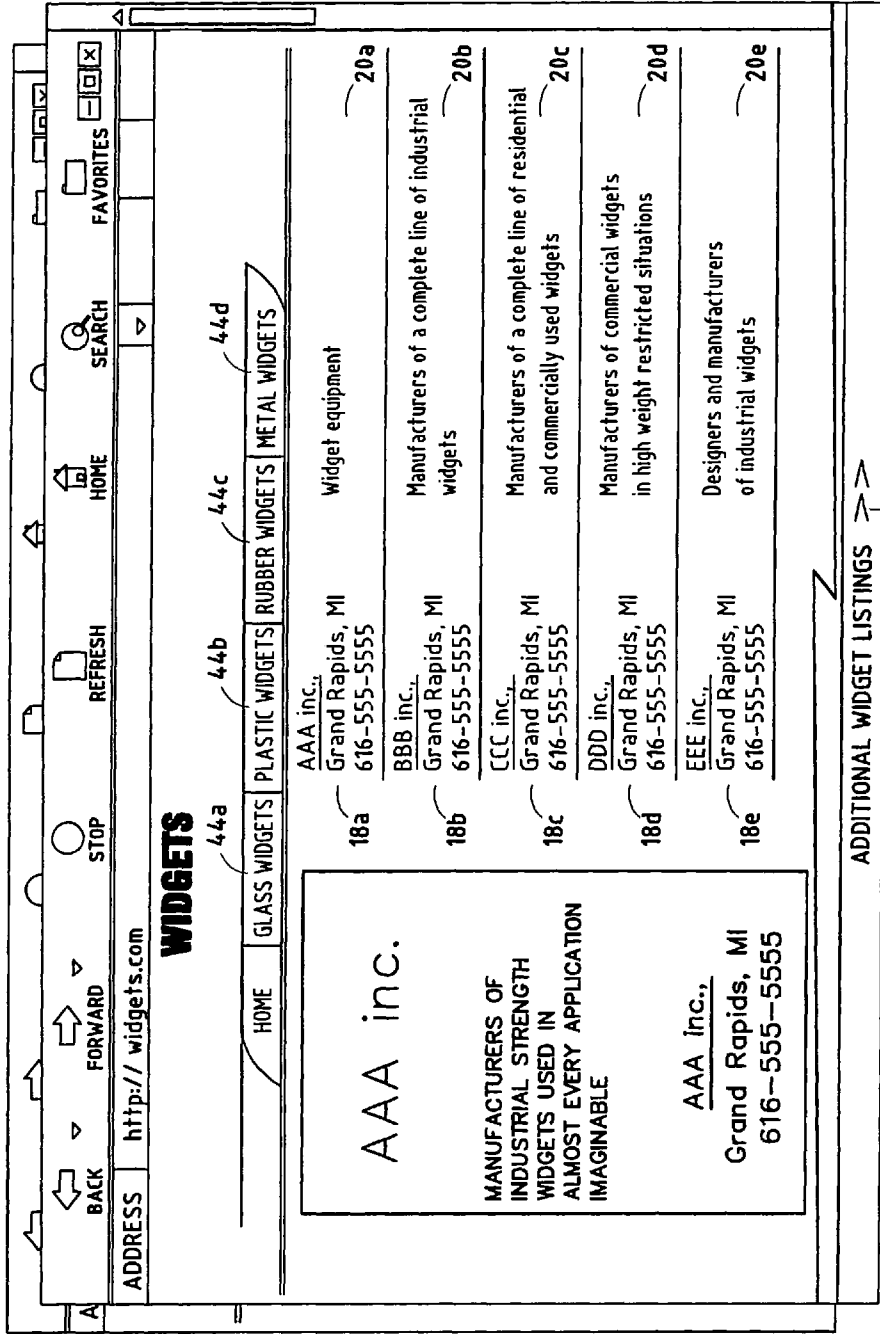 A
BACK
FORWARD
STOP
REFRESH
HOME
SEARCH
FAVORITES
ADDRESS http:// widgets.com
WIDGETS
44a
44b
44c
44d
HOME
GLASS WIDGETS
PLASTIC WIDGETS
RUBBER WIDGETS
METAL WIDGETS
AAA inc.
MANUFACTURERS OF
INDUSTRIAL STRENGTH
WIDGETS USED IN
ALMOST EVERY APPLICATION
IMAGINABLE
AAA inc.,
Grand Rapids, MI
616-555-5555
18a
AAA inc.,
Grand Rapids, MI
616-555-5555
Widget equipment
20a
18b
BBB inc.,
Grand Rapids, MI
616-555-5555
Manufacturers of a complete line of industrial
widgets
20b
18c
CCC inc.,
Grand Rapids, MI
616-555-5555
Manufacturers of a complete line of residential
and commercially used widgets
20c
18d
DDD inc.,
Grand Rapids, MI
616-555-5555
Manufacturers of commercial widgets
in high weight restricted situations
20d
18e
EEE inc.,
Grand Rapids, MI
616-555-5555
Designers and manufacturers
of industrial widgets
20e
ADDITIONAL WIDGET LISTINGS >>